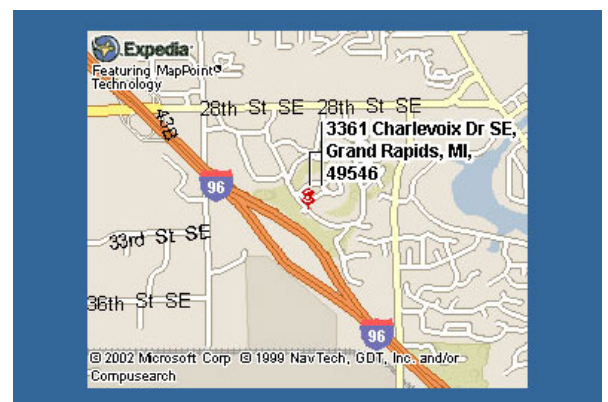 Expedia
Featuring MapPoint®
Technology
43B
28th St SE 28th St SE
3361 Charlevoix Dr SE,
Grand Rapids, MI,
49546
96
33rd St SE
36th St SE
96
© 2002 Microsoft Corp © 1999 NavTech, GDT, Inc. and/or
Compusearch